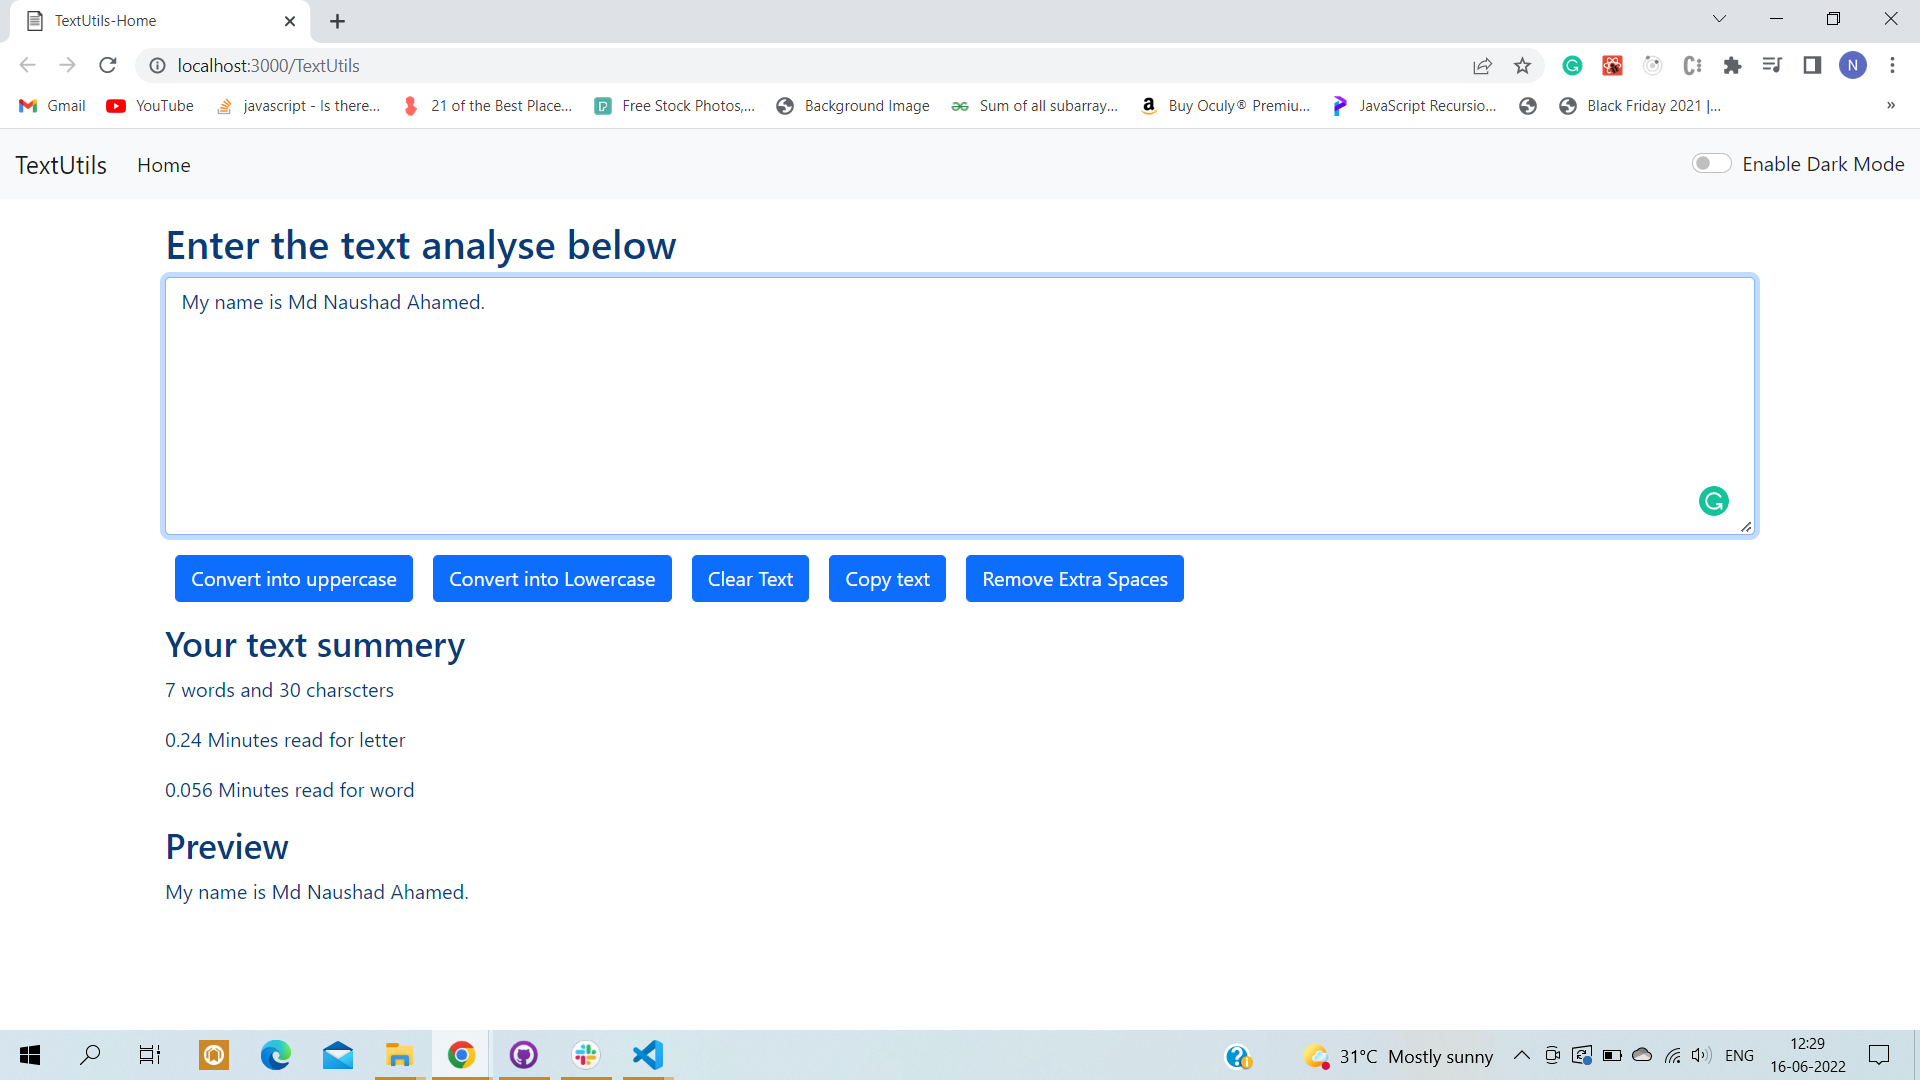 TextUtils-Home
localhost:3000/TextUtils
N
Gmail YouTube javascript - Is there... 21 of the Best Place... Free Stock Photos,... Background Image Sum of all subarray... Buy Oculy® Premiu... JavaScript Recursio... Black Friday 2021 |... »
TextUtils Home Enable Dark Mode
Enter the text analyse below
My name is Md Naushad Ahamed.
Convert into uppercase Convert into Lowercase Clear Text Copy text Remove Extra Spaces
Your text summery
7 words and 30 charscters
0.24 Minutes read for letter
0.056 Minutes read for word
Preview
My name is Md Naushad Ahamed.
31°C Mostly sunny ENG 12:29
16-06-2022